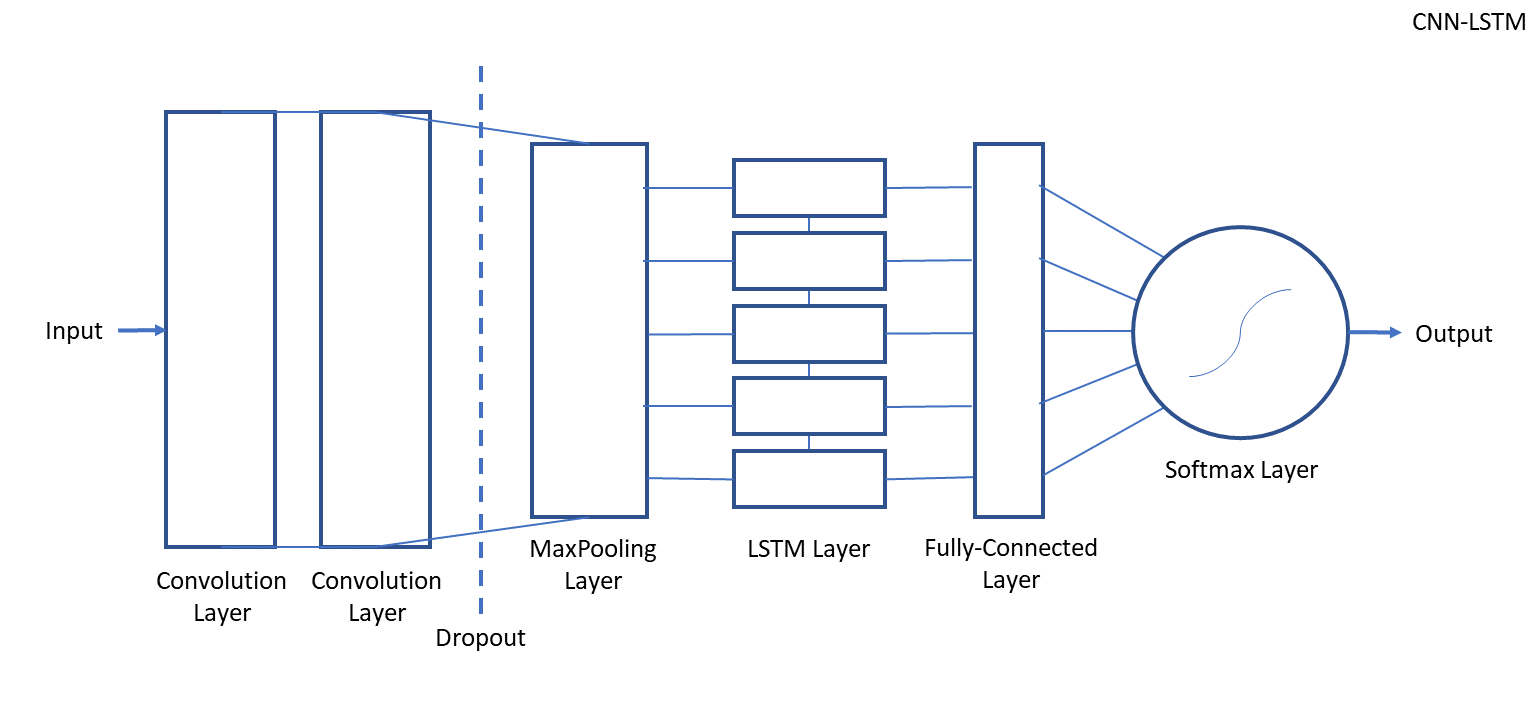 CNN-LSTM
Input
Output
Softmax Layer
MaxPooling
Layer
LSTM Layer
Fully-Connected
Layer
Convolution
Layer
Convolution
Layer
Dropout